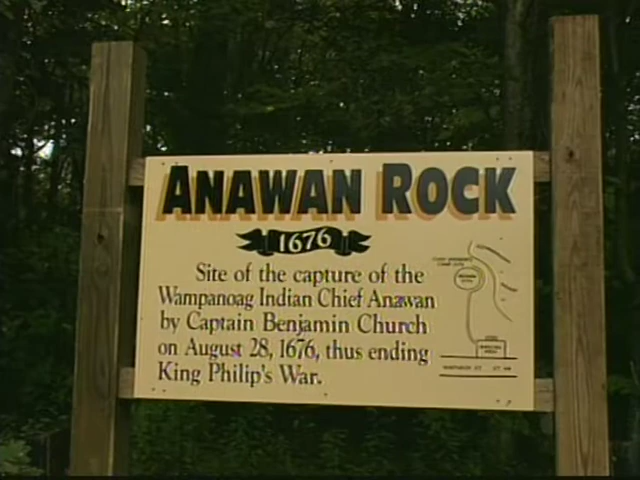 ANAWAN ROCK
1676
Site of the capture of the
Wampanoag Indian Chief Anawan
by Captain Benjamin Church
on August 28, 1676, thus ending
King Philip's War.